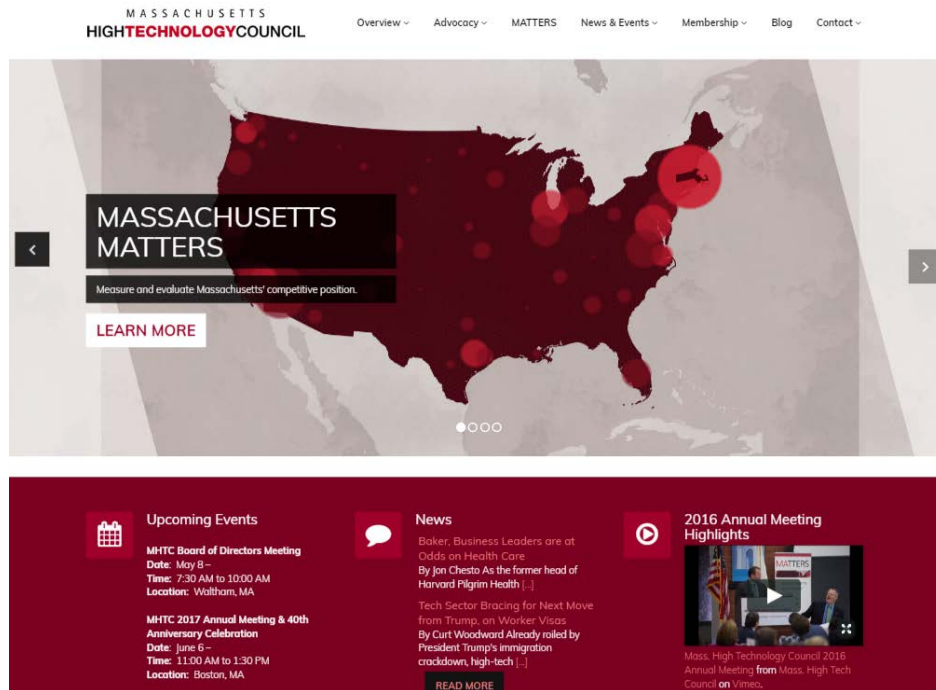 MASSACHUSETTS
HIGHTECHNOLOGYCOUNCIL
Overview
Advocacy
MATTERS
News & Events
Membership
Blog
Contact
MASSACHUSETTS
MATTERS
Measure and evaluate Massachusetts' competitive position.
LEARN MORE
Upcoming Events
MHTC Board of Directors Meeting
Date: May 8 –
Time: 7:30 AM to 10:00 AM
Location: Waltham, MA
MHTC 2017 Annual Meeting & 40th
Anniversary Celebration
Date: June 6 –
Time: 11:00 AM to 1:30 PM
Location: Boston, MA
News
Baker, Business Leaders are at
Odds on Health Care
By Jon Chesto As the former head of
Harvard Pilgrim Health [...]
Tech Sector Bracing for Next Move
from Trump, on Worker Visas
By Curt Woodward Already roiled by
President Trump's immigration
crackdown, high-tech [...]
READ MORE
2016 Annual Meeting
Highlights
MATTERS
Mass. High Technology Council 2016
Annual Meeting from Mass. High Tech
Council on Vimeo.